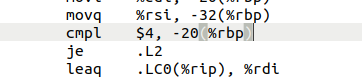 movq %rsi, -32(%rbp)
cmpl $4, -20(%rbp)
je .L2
leaq .LC0(%rip), %rdi